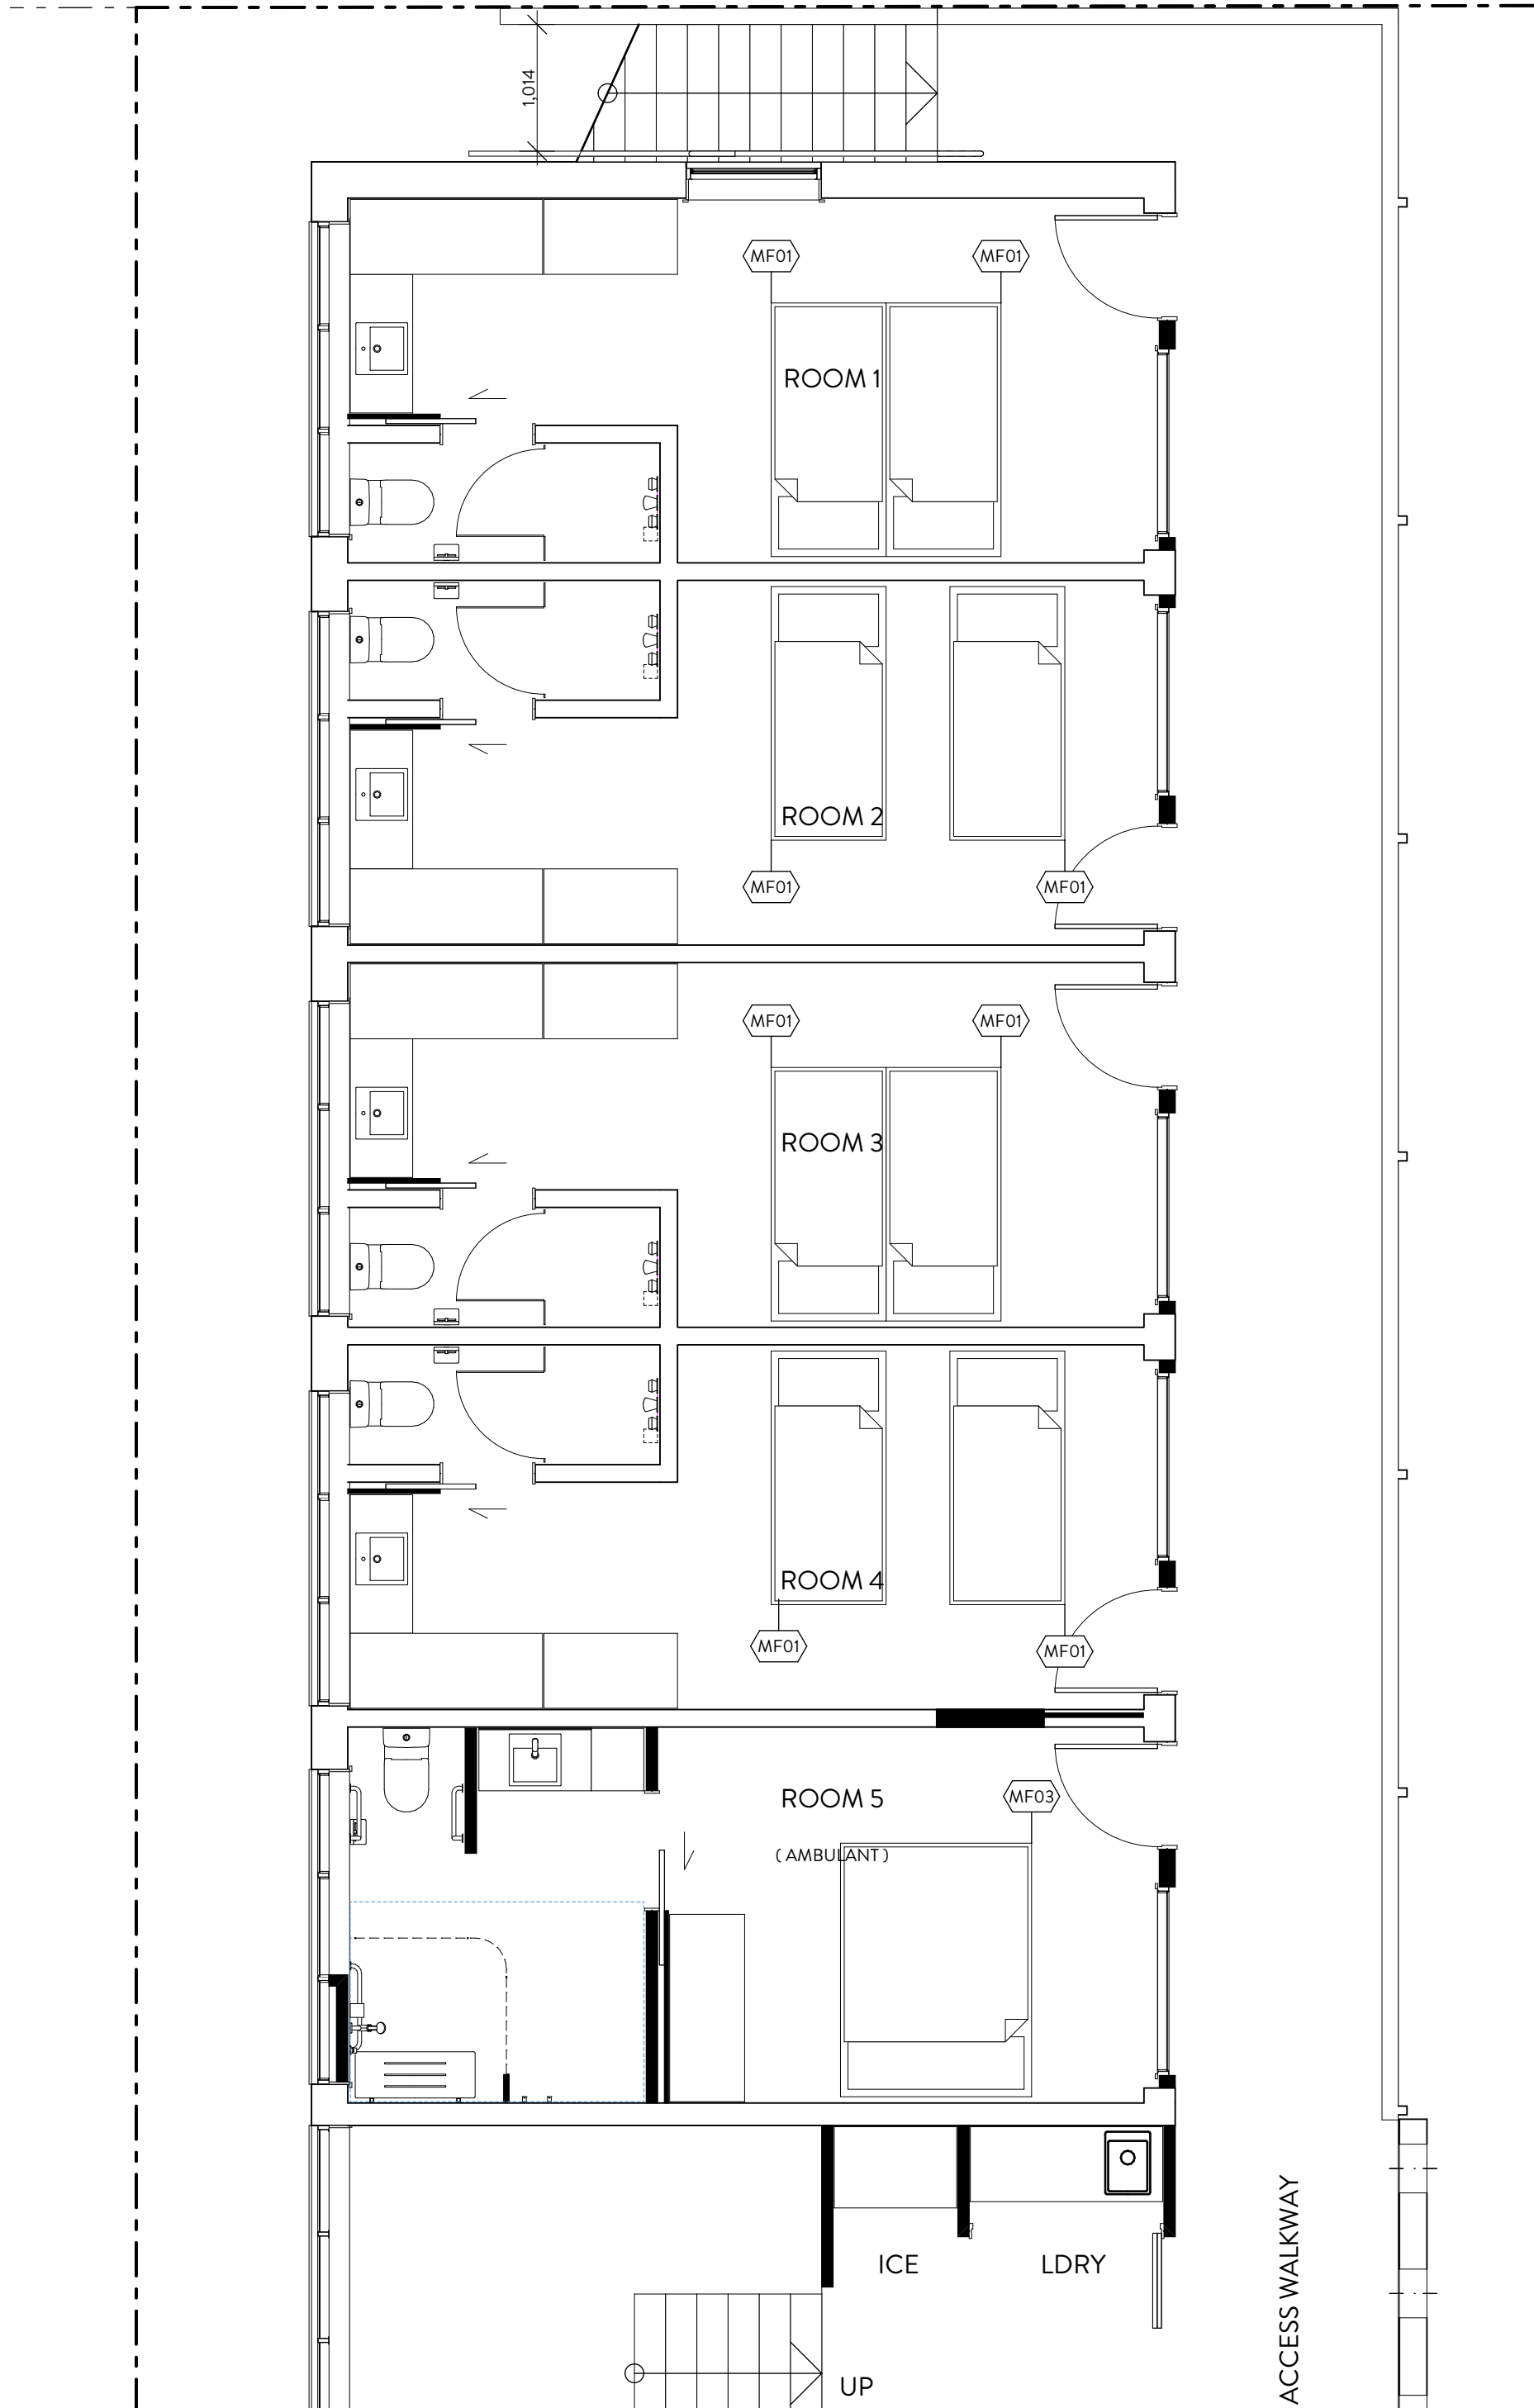 1,014
MF01
MF01
ROOM 1
ROOM 2
MF01
MF01
MF01
MF01
ROOM 3
ROOM 4
MF01
MF01
ROOM 5
MF03
( AMBULANT )
ICE
LDRY
ACCESS WALKWAY
UP